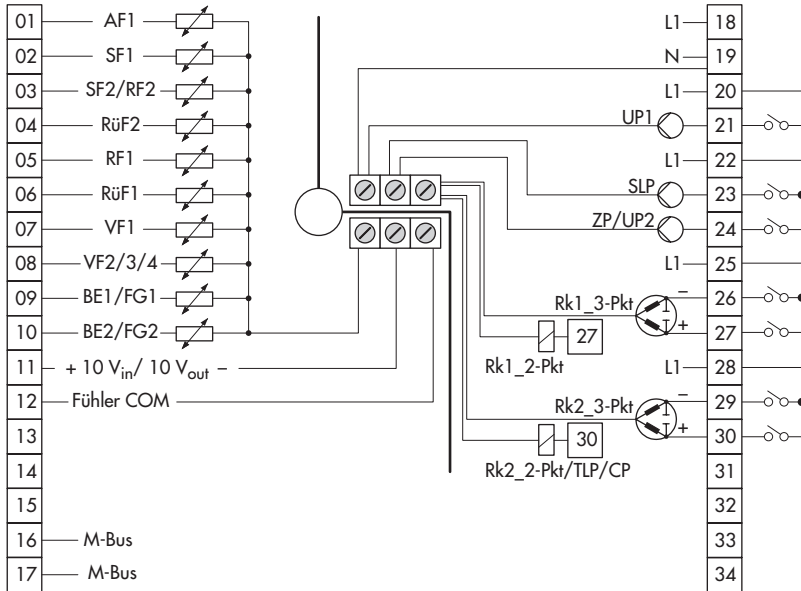 01 AF1
02 SF1
03 SF2/RF2
04 RüF2
05 RF1
06 RüF1
07 VF1
08 VF2/3/4
09 BE1/FG1
10 BE2/FG2
11 + 10 Vin/ 10 Vout –
12 Fühler COM
13
14
15
16 M-Bus
17 M-Bus
L1 18
N 19
L1 20
UP1 21
L1 22
SLP 23
ZP/UP2 24
L1 25
Rk1_3-Pkt – 26
+ 27
27
Rk1_2-Pkt
L1 28
Rk2_3-Pkt – 29
+ 30
30
Rk2_2-Pkt/TLP/CP
31
32
33
34